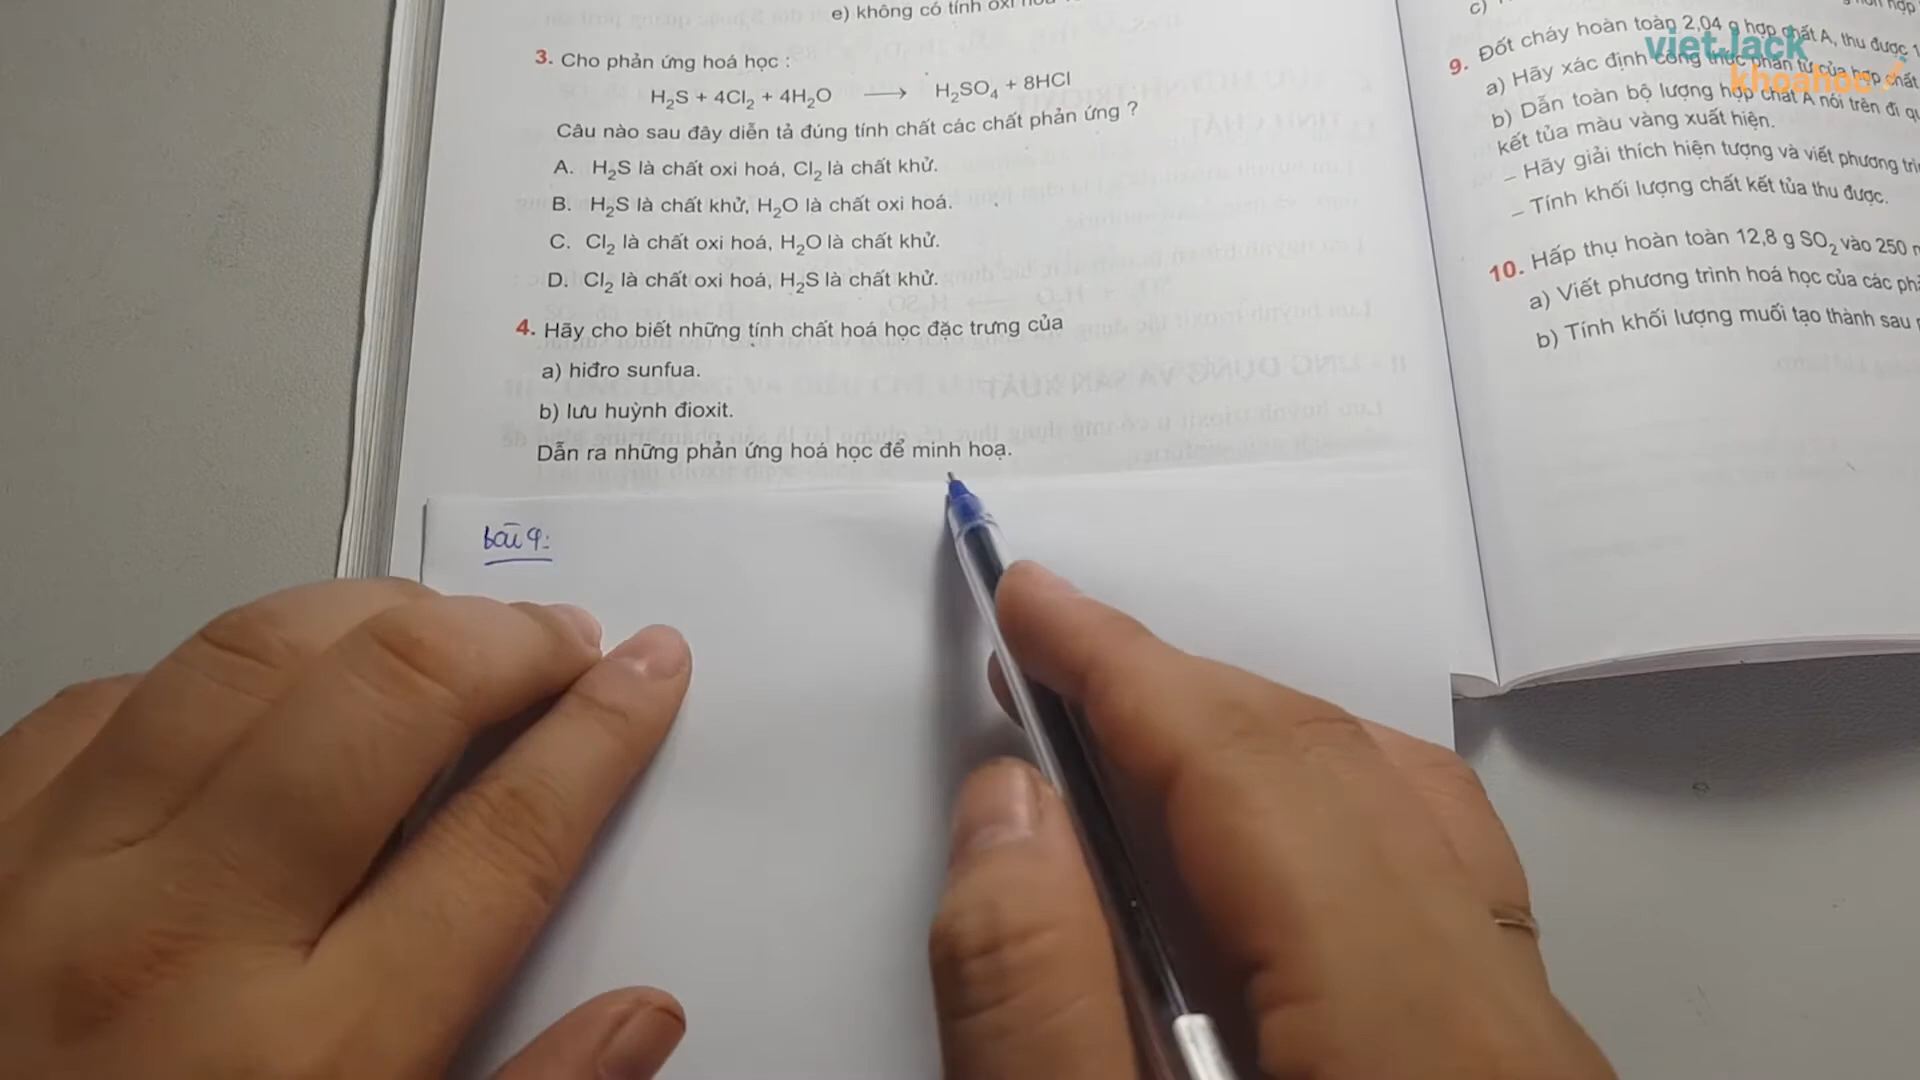 e) không có tính oxi
3. Cho phản ứng hoá học :
H₂S + 4Cl₂ + 4H₂O ⟶ H₂SO₄ + 8HCl
Câu nào sau đây diễn tả đúng tính chất các chất phản ứng ?
A. H₂S là chất oxi hoá, Cl₂ là chất khử.
B. H₂S là chất khử, H₂O là chất oxi hoá.
C. Cl₂ là chất oxi hoá, H₂O là chất khử.
D. Cl₂ là chất oxi hoá, H₂S là chất khử.
4. Hãy cho biết những tính chất hoá học đặc trưng của
a) hiđro sunfua.
b) lưu huỳnh đioxit.
Dẫn ra những phản ứng hoá học để minh hoạ.
bài 4:
c)
9. Đốt cháy hoàn toàn 2,04 g hợp chất A, thu được
a) Hãy xác định công thức phân tử của hợp chất
b) Dẫn toàn bộ lượng hợp chất A nói trên đi
kết tủa màu vàng xuất hiện.
– Hãy giải thích hiện tượng và viết phương
– Tính khối lượng chất kết tủa thu được.
10. Hấp thụ hoàn toàn 12,8 g SO₂ vào 250
a) Viết phương trình hoá học của các
b) Tính khối lượng muối tạo thành sau
vietJack
khoahoc